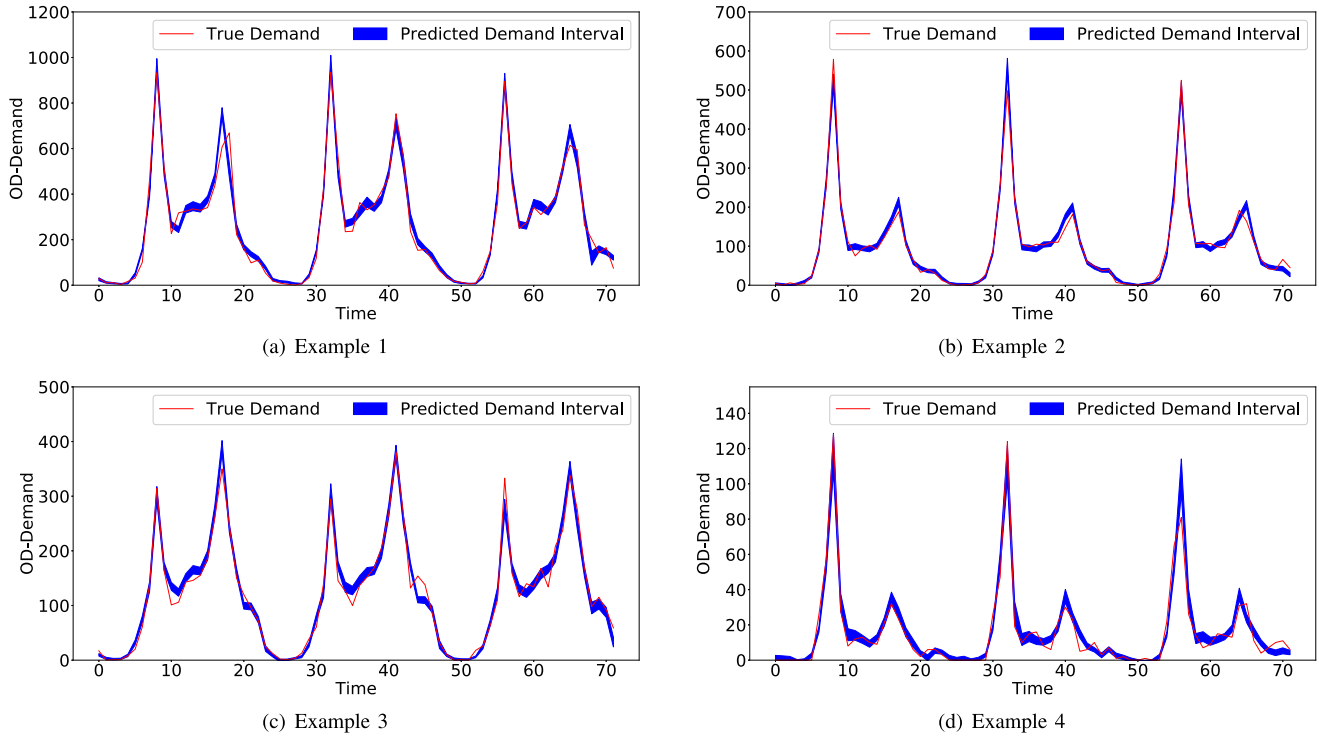 True Demand Predicted Demand Interval
1200
1000
800
600
400
200
0
OD-Demand
0 10 20 30 40 50 60 70
Time
(a) Example 1
True Demand Predicted Demand Interval
700
600
500
400
300
200
100
0
OD-Demand
0 10 20 30 40 50 60 70
Time
(b) Example 2
True Demand Predicted Demand Interval
500
400
300
200
100
0
OD-Demand
0 10 20 30 40 50 60 70
Time
(c) Example 3
True Demand Predicted Demand Interval
140
120
100
80
60
40
20
0
OD-Demand
0 10 20 30 40 50 60 70
Time
(d) Example 4